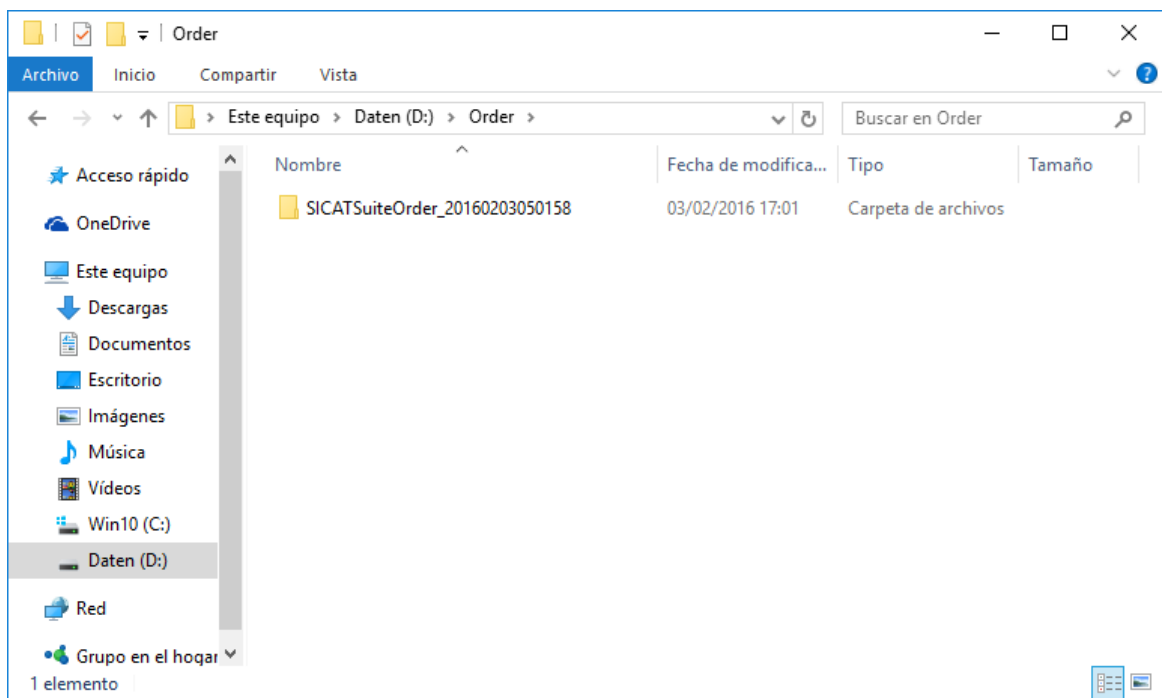 Order
Archivo Inicio Compartir Vista
Este equipo Daten (D:) Order
Buscar en Order
Nombre Fecha de modifica... Tipo Tamaño
SICATSuiteOrder_20160203050158 03/02/2016 17:01 Carpeta de archivos
Acceso rápido
OneDrive
Este equipo
Descargas
Documentos
Escritorio
Imágenes
Música
Vídeos
Win10 (C:)
Daten (D:)
Red
Grupo en el hogar
1 elemento